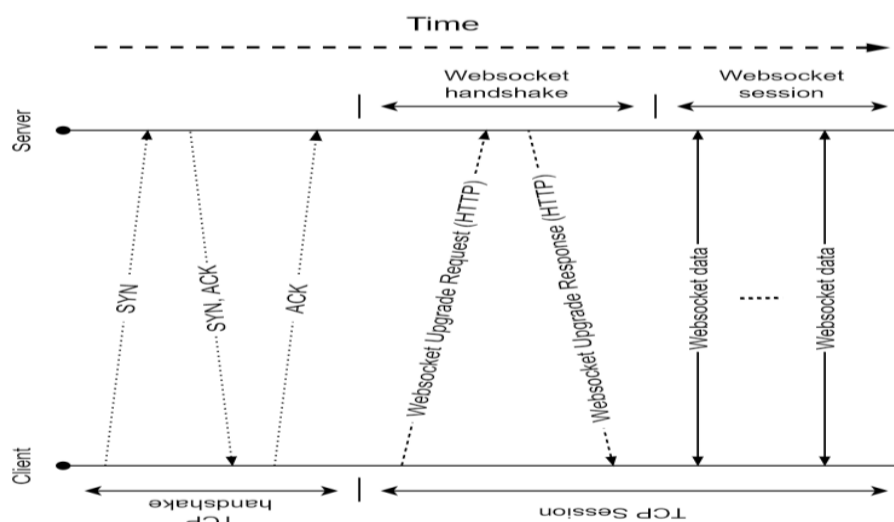 Time
Websocket
handshake
Websocket
session
Server
SYN
SYN, ACK
ACK
Websocket Upgrade Request (HTTP)
Websocket Upgrade Response (HTTP)
Websocket data
Websocket data
Client
TCP
handshake
TCP Session